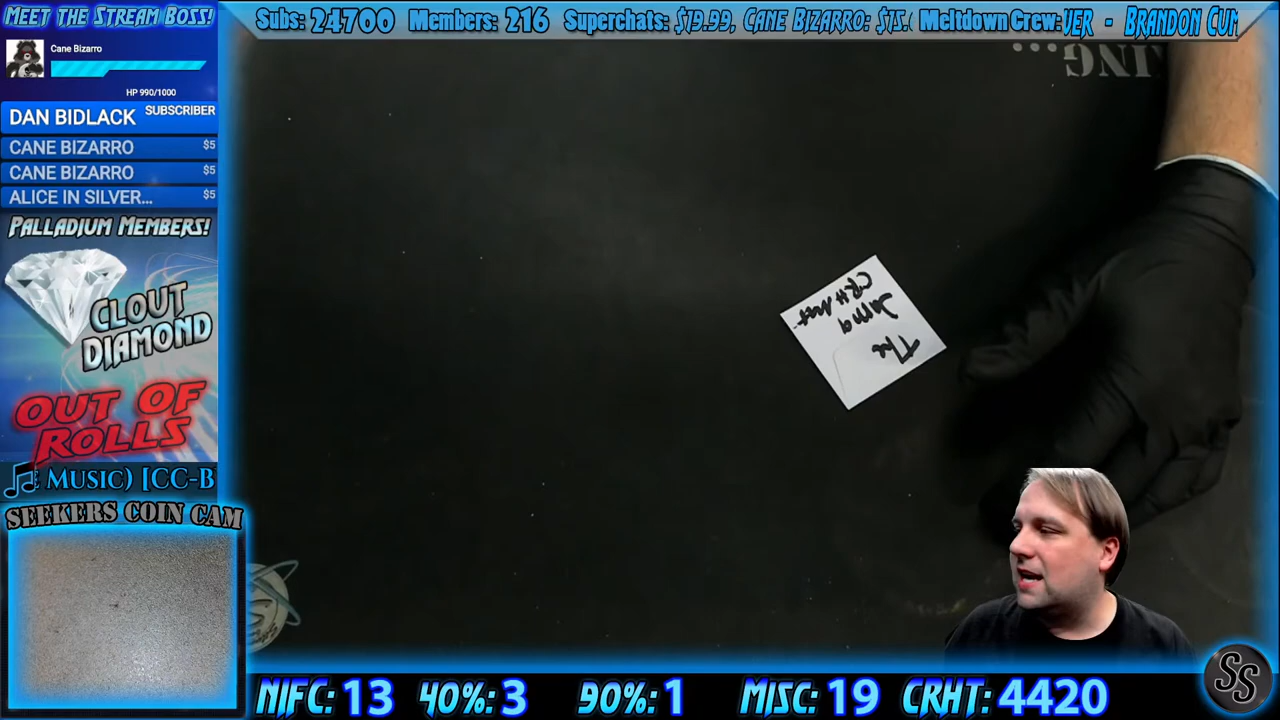 MEET THE STREAM BOSS!
Subs: 24700 Members: 216 Superchats: $19.99, CANE BIZARRO: $15.( Meltdown Crew: VER - BRANDON CUM
Cane Bizarro
HP 990/1000
DAN BIDLACK SUBSCRIBER
CANE BIZARRO $5
CANE BIZARRO $5
ALICE IN SILVER... $5
PALLADIUM MEMBERS!
CLOUT
DIAMOND
OUT OF
ROLLS
MUSIC) [CC-B
SEEKERS COIN CAM
KING...
The
CRH
NIFC: 13 40%: 3 90%: 1 MISC: 19 CRHT: 4420
SS